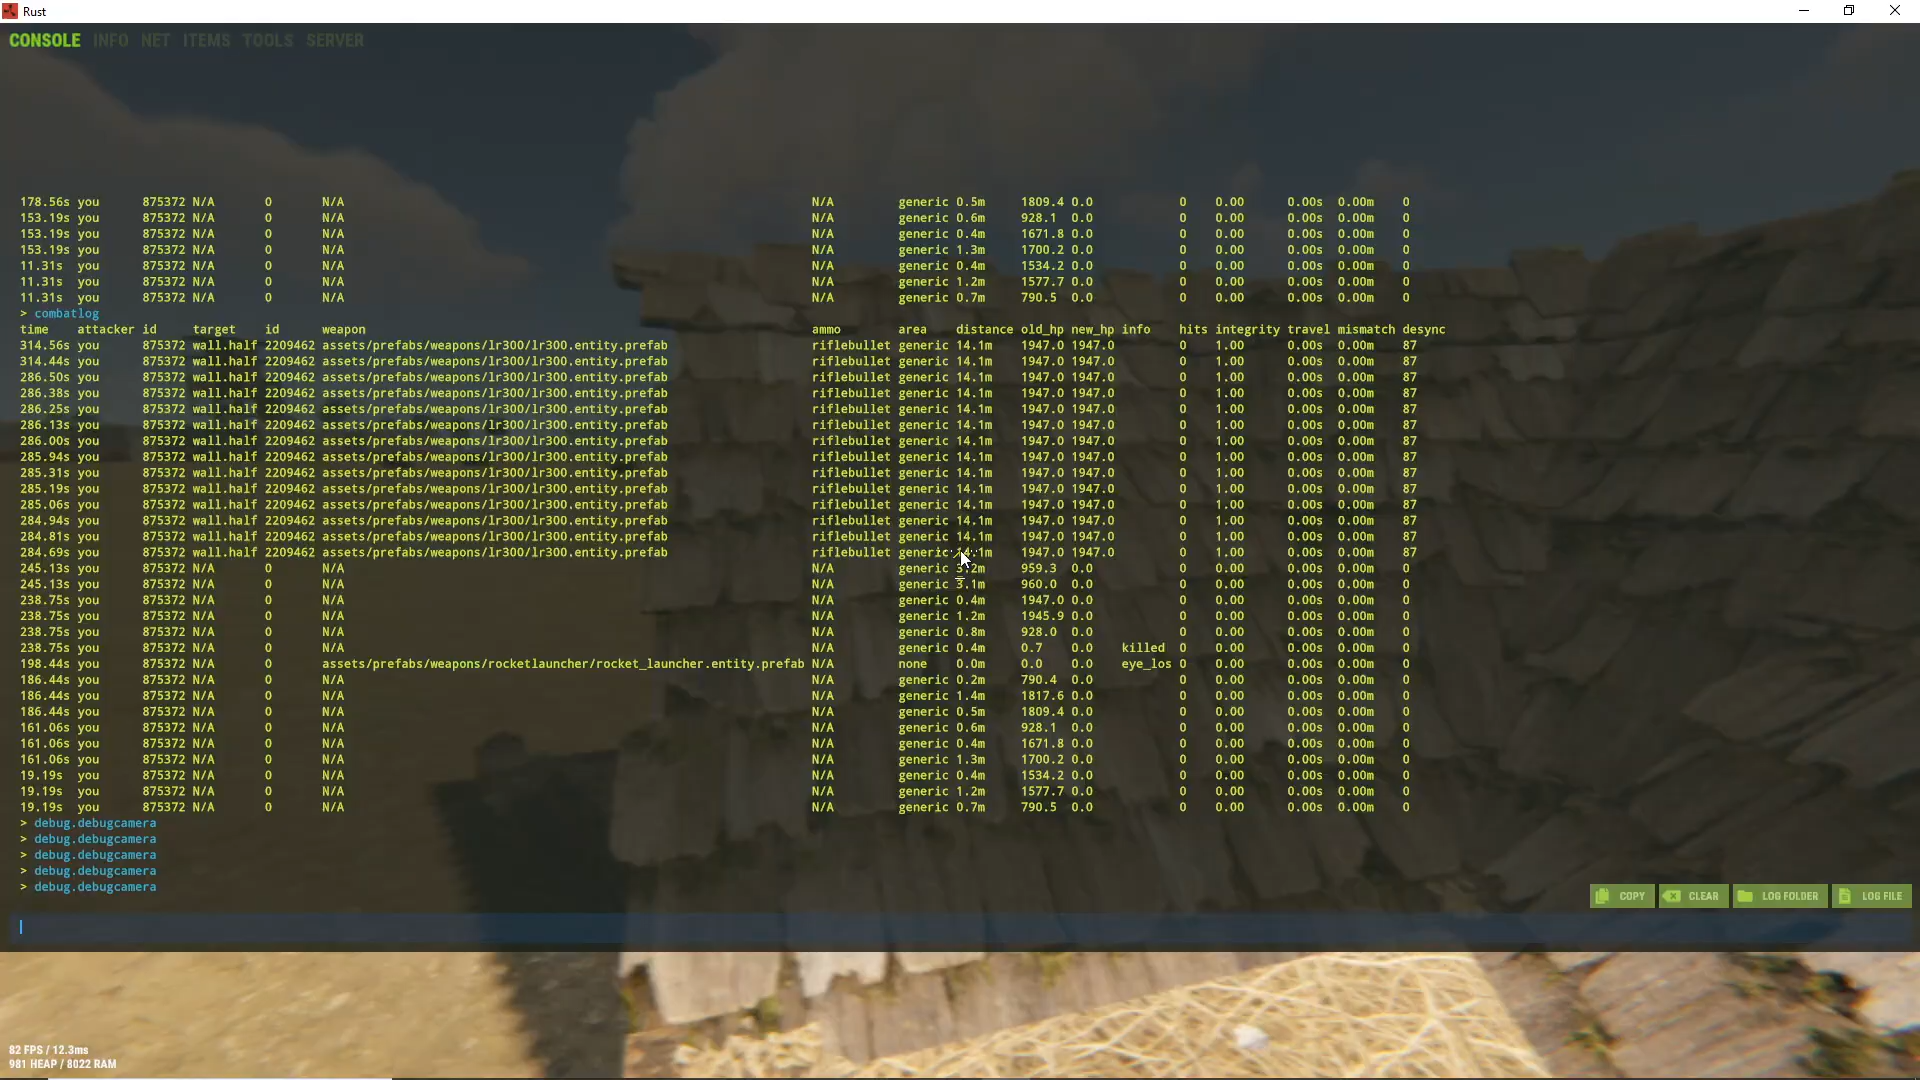 Rust
CONSOLE INFO NET ITEMS TOOLS SERVER
178.56s you 875372 N/A 0 N/A N/A generic 0.5m 1809.4 0.0 0 0.00 0.00s 0.00m 0
153.19s you 875372 N/A 0 N/A N/A generic 0.6m 928.1 0.0 0 0.00 0.00s 0.00m 0
153.19s you 875372 N/A 0 N/A N/A generic 0.4m 1671.8 0.0 0 0.00 0.00s 0.00m 0
153.19s you 875372 N/A 0 N/A N/A generic 1.3m 1700.2 0.0 0 0.00 0.00s 0.00m 0
11.31s you 875372 N/A 0 N/A N/A generic 0.4m 1534.2 0.0 0 0.00 0.00s 0.00m 0
11.31s you 875372 N/A 0 N/A N/A generic 1.2m 1577.7 0.0 0 0.00 0.00s 0.00m 0
11.31s you 875372 N/A 0 N/A N/A generic 0.7m 790.5 0.0 0 0.00 0.00s 0.00m 0
> combatlog
time attacker id target id weapon ammo area distance old_hp new_hp info hits integrity travel mismatch desync
314.56s you 875372 wall.half 2209462 assets/prefabs/weapons/lr300/lr300.entity.prefab riflebullet generic 14.1m 1947.0 1947.0 0 1.00 0.00s 0.00m 87
314.44s you 875372 wall.half 2209462 assets/prefabs/weapons/lr300/lr300.entity.prefab riflebullet generic 14.1m 1947.0 1947.0 0 1.00 0.00s 0.00m 87
286.50s you 875372 wall.half 2209462 assets/prefabs/weapons/lr300/lr300.entity.prefab riflebullet generic 14.1m 1947.0 1947.0 0 1.00 0.00s 0.00m 87
286.38s you 875372 wall.half 2209462 assets/prefabs/weapons/lr300/lr300.entity.prefab riflebullet generic 14.1m 1947.0 1947.0 0 1.00 0.00s 0.00m 87
286.25s you 875372 wall.half 2209462 assets/prefabs/weapons/lr300/lr300.entity.prefab riflebullet generic 14.1m 1947.0 1947.0 0 1.00 0.00s 0.00m 87
286.13s you 875372 wall.half 2209462 assets/prefabs/weapons/lr300/lr300.entity.prefab riflebullet generic 14.1m 1947.0 1947.0 0 1.00 0.00s 0.00m 87
286.00s you 875372 wall.half 2209462 assets/prefabs/weapons/lr300/lr300.entity.prefab riflebullet generic 14.1m 1947.0 1947.0 0 1.00 0.00s 0.00m 87
285.94s you 875372 wall.half 2209462 assets/prefabs/weapons/lr300/lr300.entity.prefab riflebullet generic 14.1m 1947.0 1947.0 0 1.00 0.00s 0.00m 87
285.31s you 875372 wall.half 2209462 assets/prefabs/weapons/lr300/lr300.entity.prefab riflebullet generic 14.1m 1947.0 1947.0 0 1.00 0.00s 0.00m 87
285.19s you 875372 wall.half 2209462 assets/prefabs/weapons/lr300/lr300.entity.prefab riflebullet generic 14.1m 1947.0 1947.0 0 1.00 0.00s 0.00m 87
285.06s you 875372 wall.half 2209462 assets/prefabs/weapons/lr300/lr300.entity.prefab riflebullet generic 14.1m 1947.0 1947.0 0 1.00 0.00s 0.00m 87
284.94s you 875372 wall.half 2209462 assets/prefabs/weapons/lr300/lr300.entity.prefab riflebullet generic 14.1m 1947.0 1947.0 0 1.00 0.00s 0.00m 87
284.81s you 875372 wall.half 2209462 assets/prefabs/weapons/lr300/lr300.entity.prefab riflebullet generic 14.1m 1947.0 1947.0 0 1.00 0.00s 0.00m 87
284.69s you 875372 wall.half 2209462 assets/prefabs/weapons/lr300/lr300.entity.prefab riflebullet generic 1947.0 1947.0 0 1.00 0.00s 0.00m 87
245.13s you 875372 N/A 0 N/A N/A generic 3.2m 959.3 0.0 0 0.00 0.00s 0.00m 0
245.13s you 875372 N/A 0 N/A N/A generic 3.1m 960.0 0.0 0 0.00 0.00s 0.00m 0
238.75s you 875372 N/A 0 N/A N/A generic 0.4m 1947.0 0.0 0 0.00 0.00s 0.00m 0
238.75s you 875372 N/A 0 N/A N/A generic 1.2m 1945.9 0.0 0 0.00 0.00s 0.00m 0
238.75s you 875372 N/A 0 N/A N/A generic 0.8m 928.0 0.0 0 0.00 0.00s 0.00m 0
238.75s you 875372 N/A 0 N/A N/A generic 0.4m 0.7 0.0 killed 0 0.00 0.00s 0.00m 0
198.44s you 875372 N/A 0 assets/prefabs/weapons/rocketlauncher/rocket_launcher.entity.prefab N/A none 0.0m 0.0 0.0 eye_los 0 0.00 0.00s 0.00m 0
186.44s you 875372 N/A 0 N/A N/A generic 0.2m 790.4 0.0 0 0.00 0.00s 0.00m 0
186.44s you 875372 N/A 0 N/A N/A generic 1.4m 1817.6 0.0 0 0.00 0.00s 0.00m 0
186.44s you 875372 N/A 0 N/A N/A generic 0.5m 1809.4 0.0 0 0.00 0.00s 0.00m 0
161.06s you 875372 N/A 0 N/A N/A generic 0.6m 928.1 0.0 0 0.00 0.00s 0.00m 0
161.06s you 875372 N/A 0 N/A N/A generic 0.4m 1671.8 0.0 0 0.00 0.00s 0.00m 0
161.06s you 875372 N/A 0 N/A N/A generic 1.3m 1700.2 0.0 0 0.00 0.00s 0.00m 0
19.19s you 875372 N/A 0 N/A N/A generic 0.4m 1534.2 0.0 0 0.00 0.00s 0.00m 0
19.19s you 875372 N/A 0 N/A N/A generic 1.2m 1577.7 0.0 0 0.00 0.00s 0.00m 0
19.19s you 875372 N/A 0 N/A N/A generic 0.7m 790.5 0.0 0 0.00 0.00s 0.00m 0
> debug.debugcamera
> debug.debugcamera
> debug.debugcamera
> debug.debugcamera
> debug.debugcamera
COPY CLEAR LOG FOLDER LOG FILE
82 FPS / 12.3ms
981 HEAP / 8022 RAM